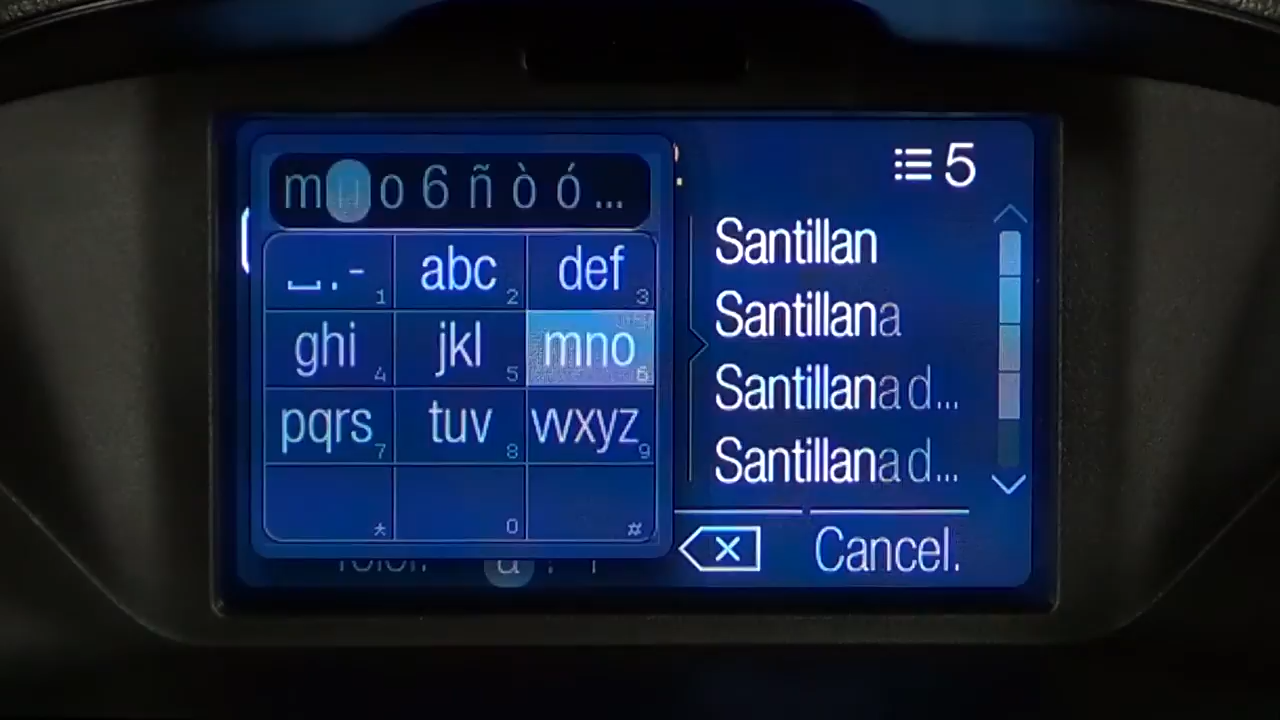 m n o 6 ñ ò ó ...
5
␣.- 1
abc 2
def 3
ghi 4
jkl 5
mno 6
pqrs 7
tuv 8
wxyz 9
*
0
#
Santillan
Santillana
Santillana d...
Santillana d...
Cancel.